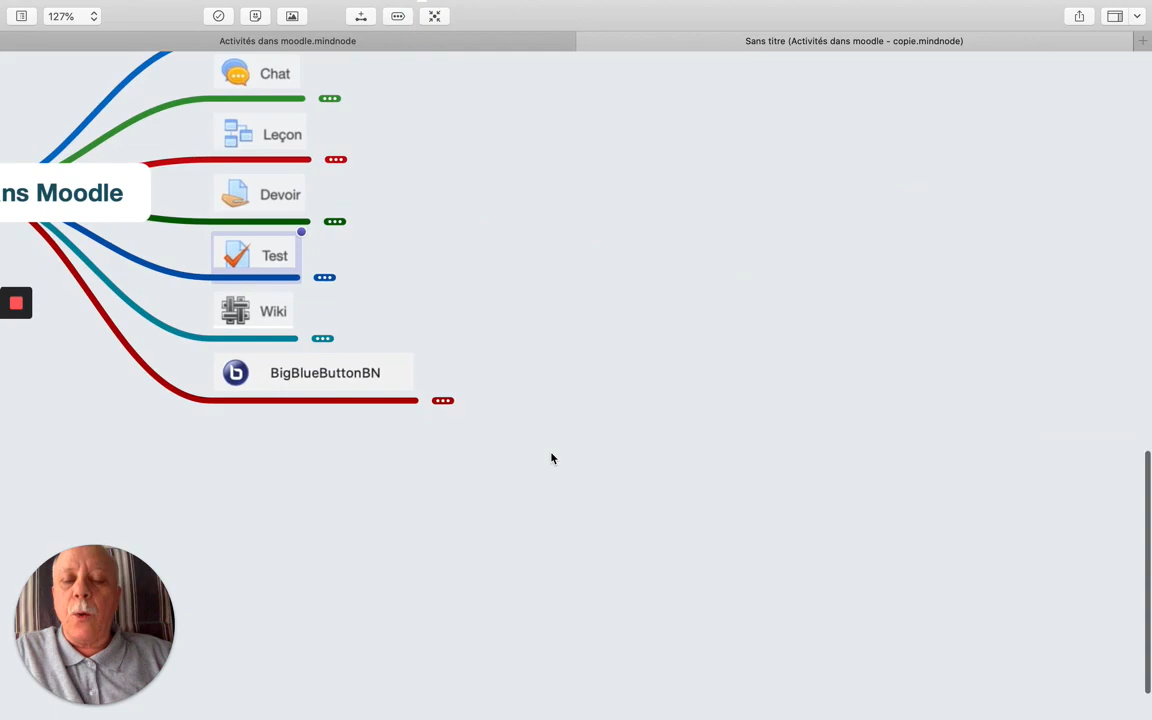 127%
Activités dans moodle.mindnode
Sans titre (Activités dans moodle - copie.mindnode)
Chat
Leçon
ns Moodle
Devoir
Test
Wiki
b BigBlueButtonBN